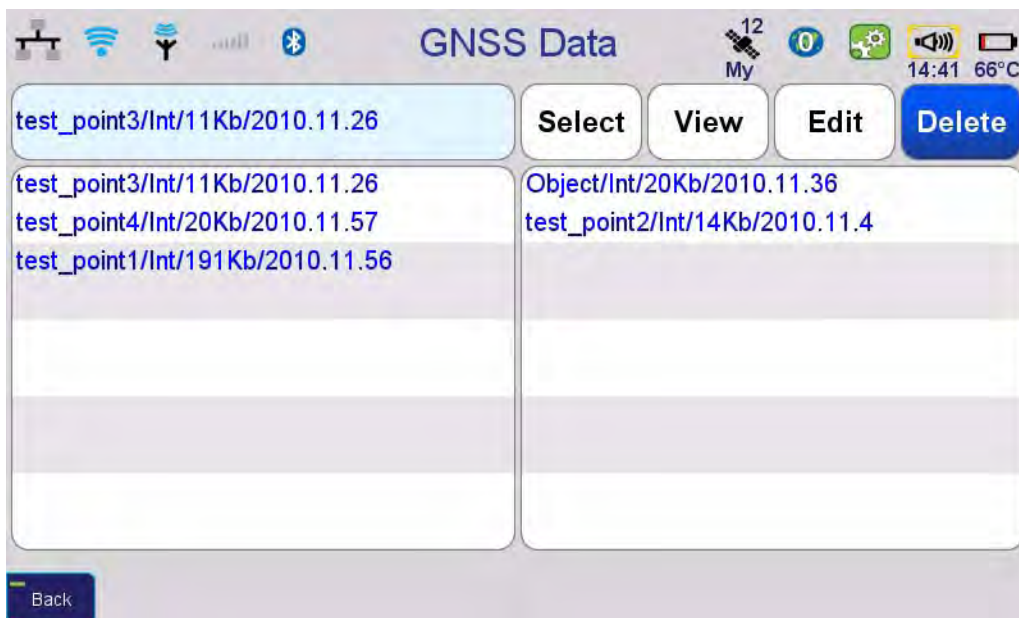 GNSS Data
12
My
0
14:41 66°C
test_point3/Int/11Kb/2010.11.26
Select View Edit Delete
test_point3/Int/11Kb/2010.11.26
test_point4/Int/20Kb/2010.11.57
test_point1/Int/191Kb/2010.11.56
Object/Int/20Kb/2010.11.36
test_point2/Int/14Kb/2010.11.4
Back